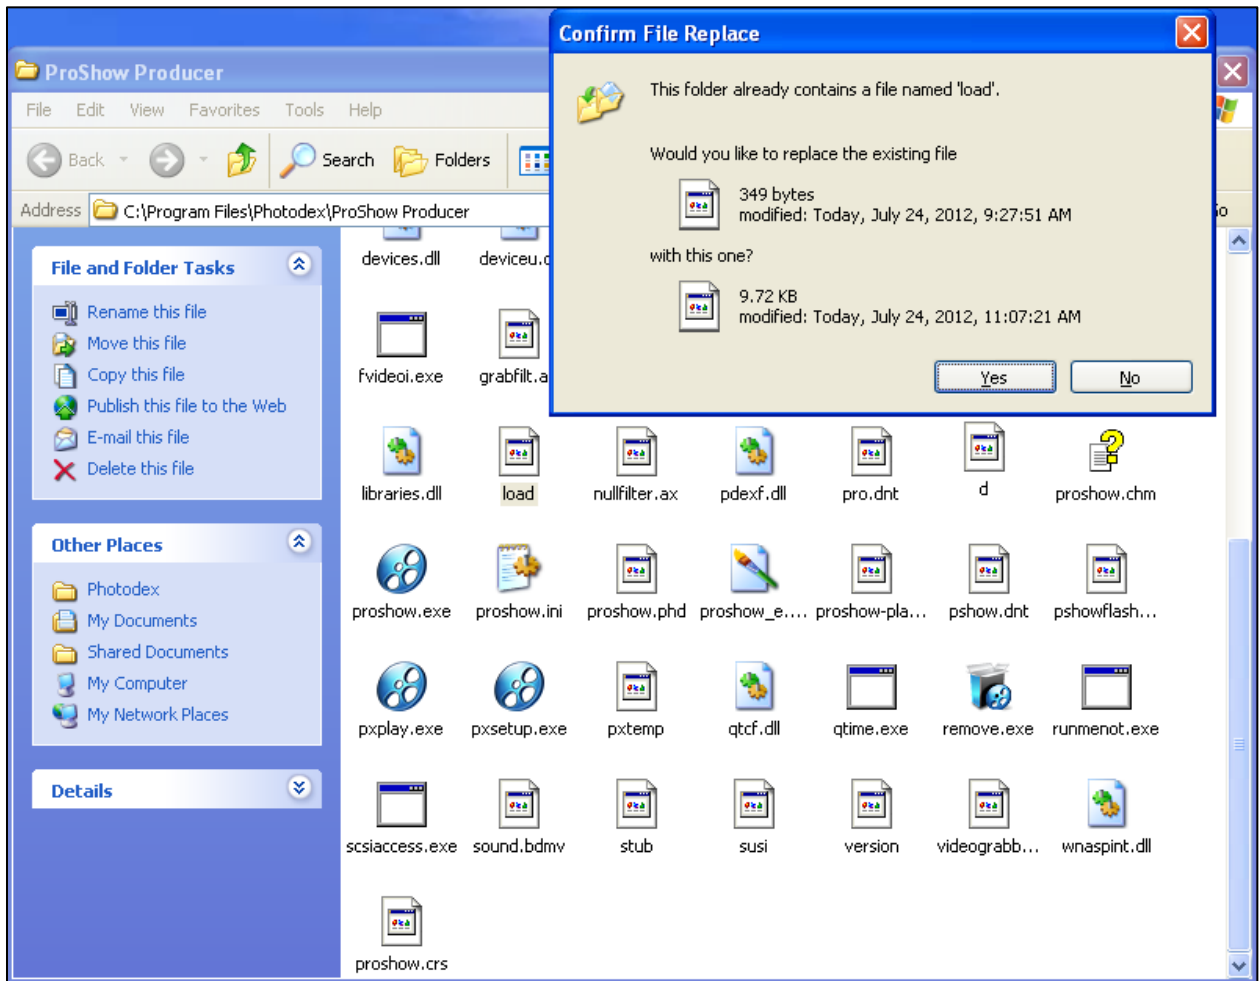 Confirm File Replace
This folder already contains a file named 'load'.
Would you like to replace the existing file
349 bytes
modified: Today, July 24, 2012, 9:27:51 AM
with this one?
9.72 KB
modified: Today, July 24, 2012, 11:07:21 AM
Yes No
ProShow Producer
File Edit View Favorites Tools Help
Back Search Folders
Address C:\Program Files\Photodex\ProShow Producer
File and Folder Tasks
Rename this file
Move this file
Copy this file
Publish this file to the Web
E-mail this file
Delete this file
Other Places
Photodex
My Documents
Shared Documents
My Computer
My Network Places
Details
devices.dll
fvideoi.exe
libraries.dll load nullfilter.ax pdexf.dll pro.dnt d proshow.chm
proshow.exe proshow.ini proshow.phd proshow_e.... proshow-pla... pshow.dnt pshowflash...
pxplay.exe pxsetup.exe pxtemp qtcf.dll qtime.exe remove.exe runmenot.exe
scsiaccess.exe sound.bdmv stub susi version videograbb... wnaspint.dll
proshow.crs